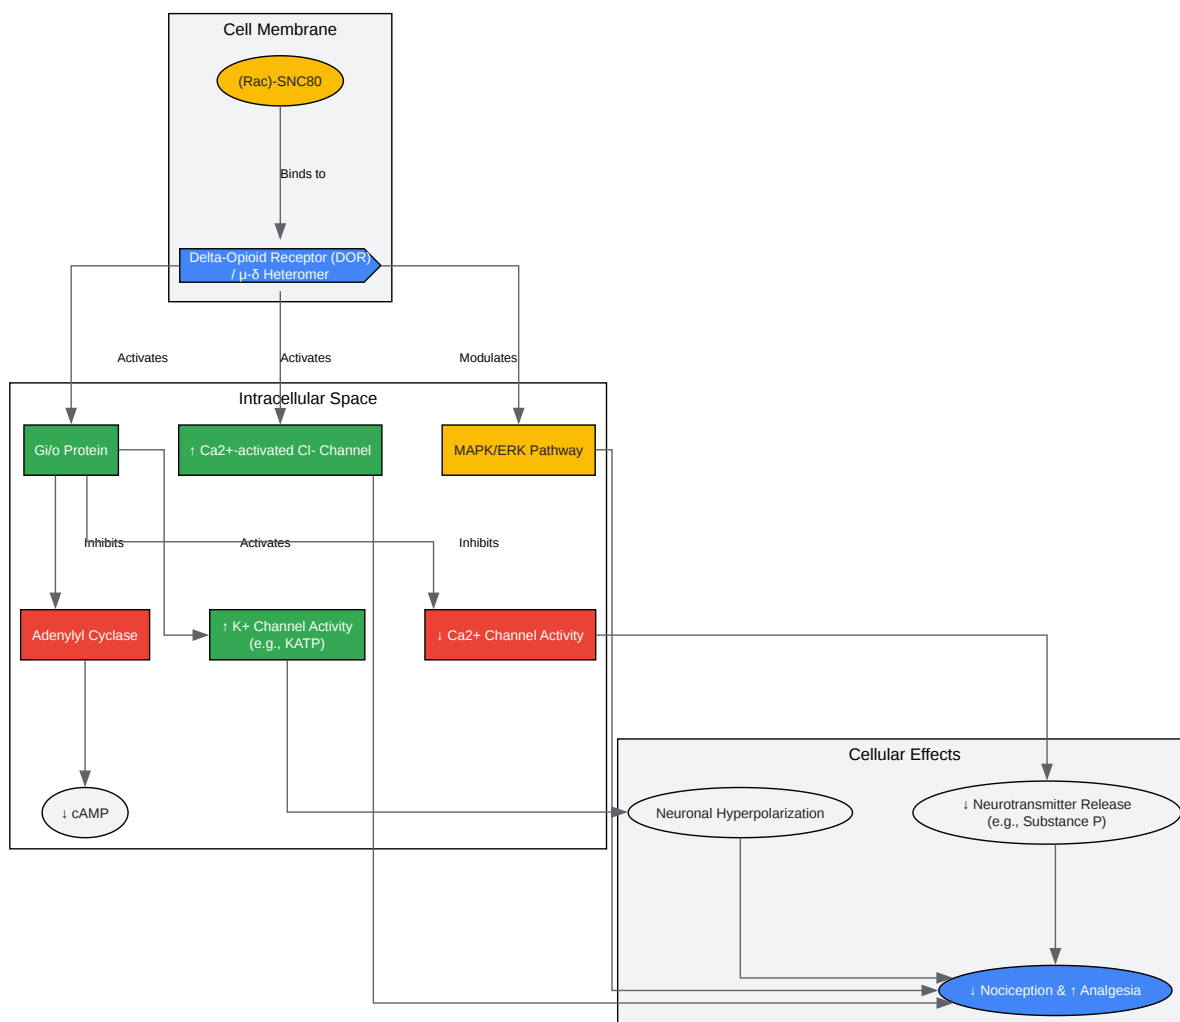 Cell Membrane
(Rac)-SNC80
Binds to
Delta-Opioid Receptor (DOR)
/ μ-δ Heteromer
Activates
Activates
Modulates
Intracellular Space
Gi/o Protein
↑ Ca2+-activated Cl- Channel
MAPK/ERK Pathway
Inhibits
Activates
Inhibits
Adenylyl Cyclase
↑ K+ Channel Activity
(e.g., KATP)
↓ Ca2+ Channel Activity
Cellular Effects
↓ cAMP
Neuronal Hyperpolarization
↓ Neurotransmitter Release
(e.g., Substance P)
↓ Nociception & ↑ Analgesia